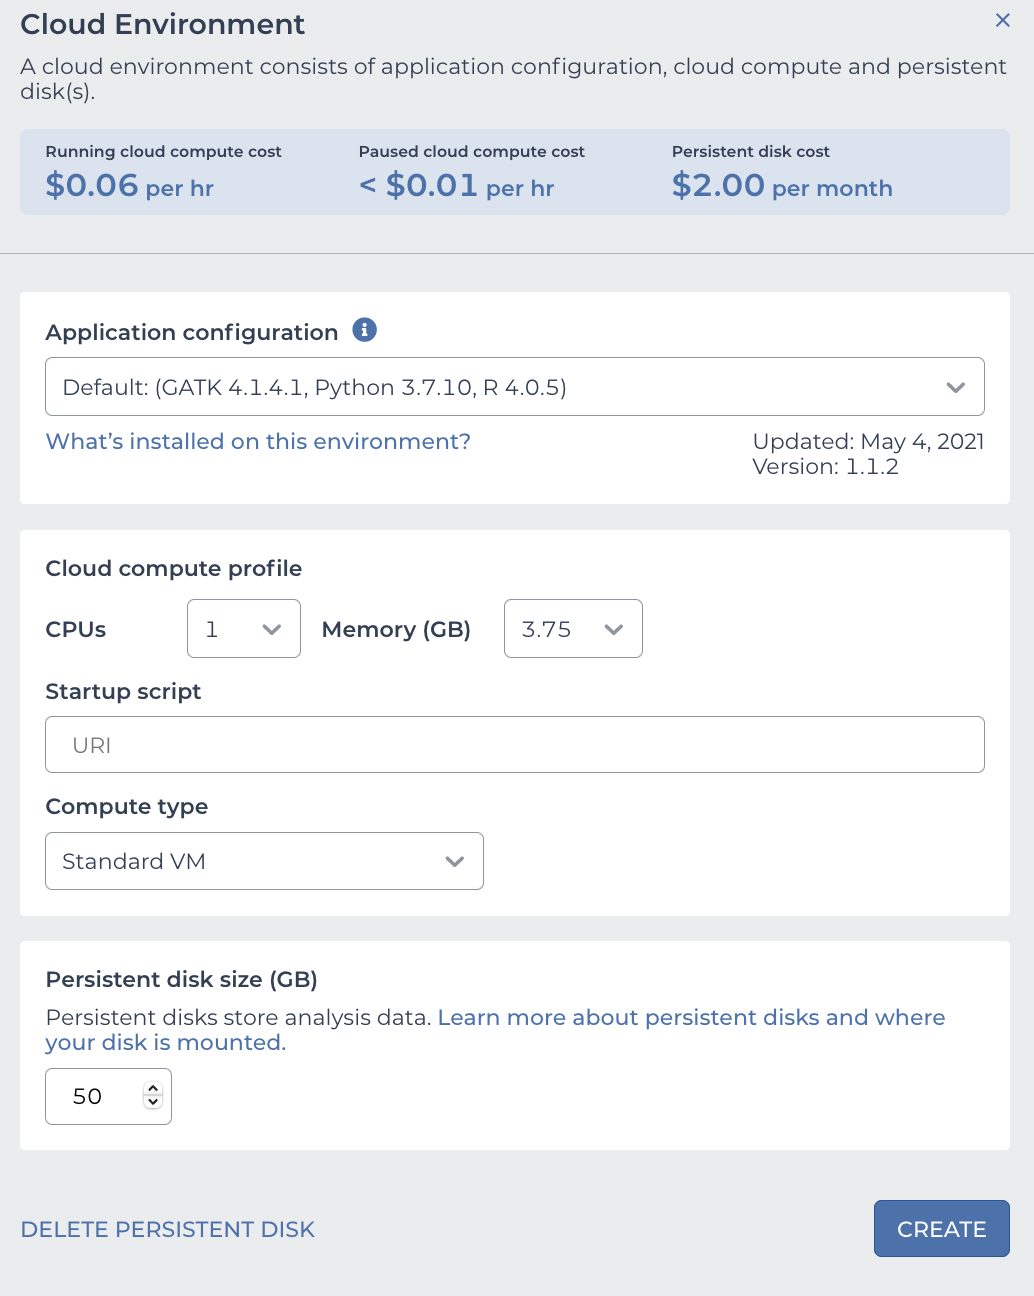 Cloud Environment
A cloud environment consists of application configuration, cloud compute and persistent
disk(s).
Running cloud compute cost
$0.06 per hr
Paused cloud compute cost
< $0.01 per hr
Persistent disk cost
$2.00 per month
Application configuration
Default: (GATK 4.1.4.1, Python 3.7.10, R 4.0.5)
What's installed on this environment?
Updated: May 4, 2021
Version: 1.1.2
Cloud compute profile
CPUs 1 Memory (GB) 3.75
Startup script
URI
Compute type
Standard VM
Persistent disk size (GB)
Persistent disks store analysis data. Learn more about persistent disks and where
your disk is mounted.
50
DELETE PERSISTENT DISK
CREATE